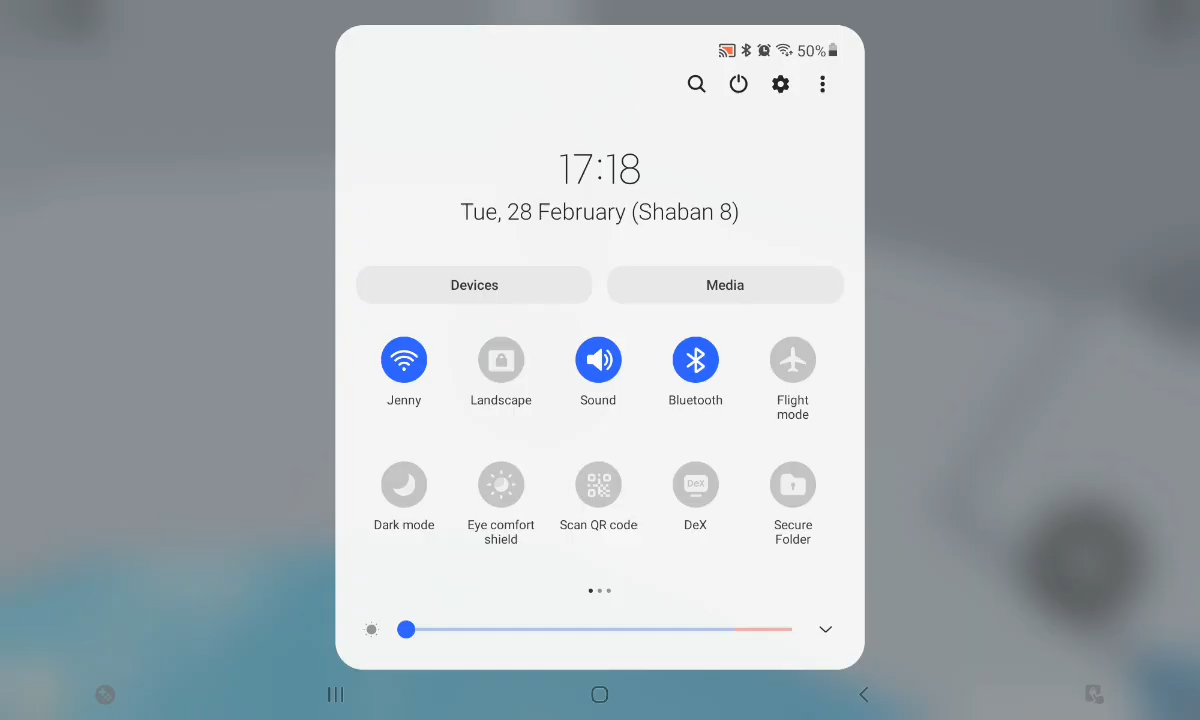 50%
17:18
Tue, 28 February (Shaban 8)
Devices
Media
Jenny
Landscape
Sound
Bluetooth
Flight
mode
Dark mode
Eye comfort
shield
Scan QR code
DeX
DeX
Secure
Folder